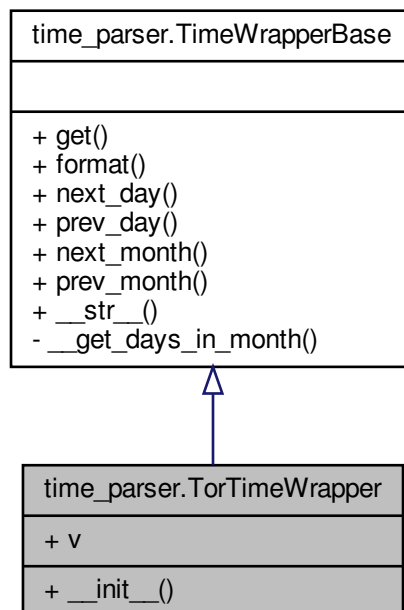 time_parser.TimeWrapperBase
+ get()
+ format()
+ next_day()
+ prev_day()
+ next_month()
+ prev_month()
+ __str__()
- __get_days_in_month()
time_parser.TorTimeWrapper
+ v
+ __init__()